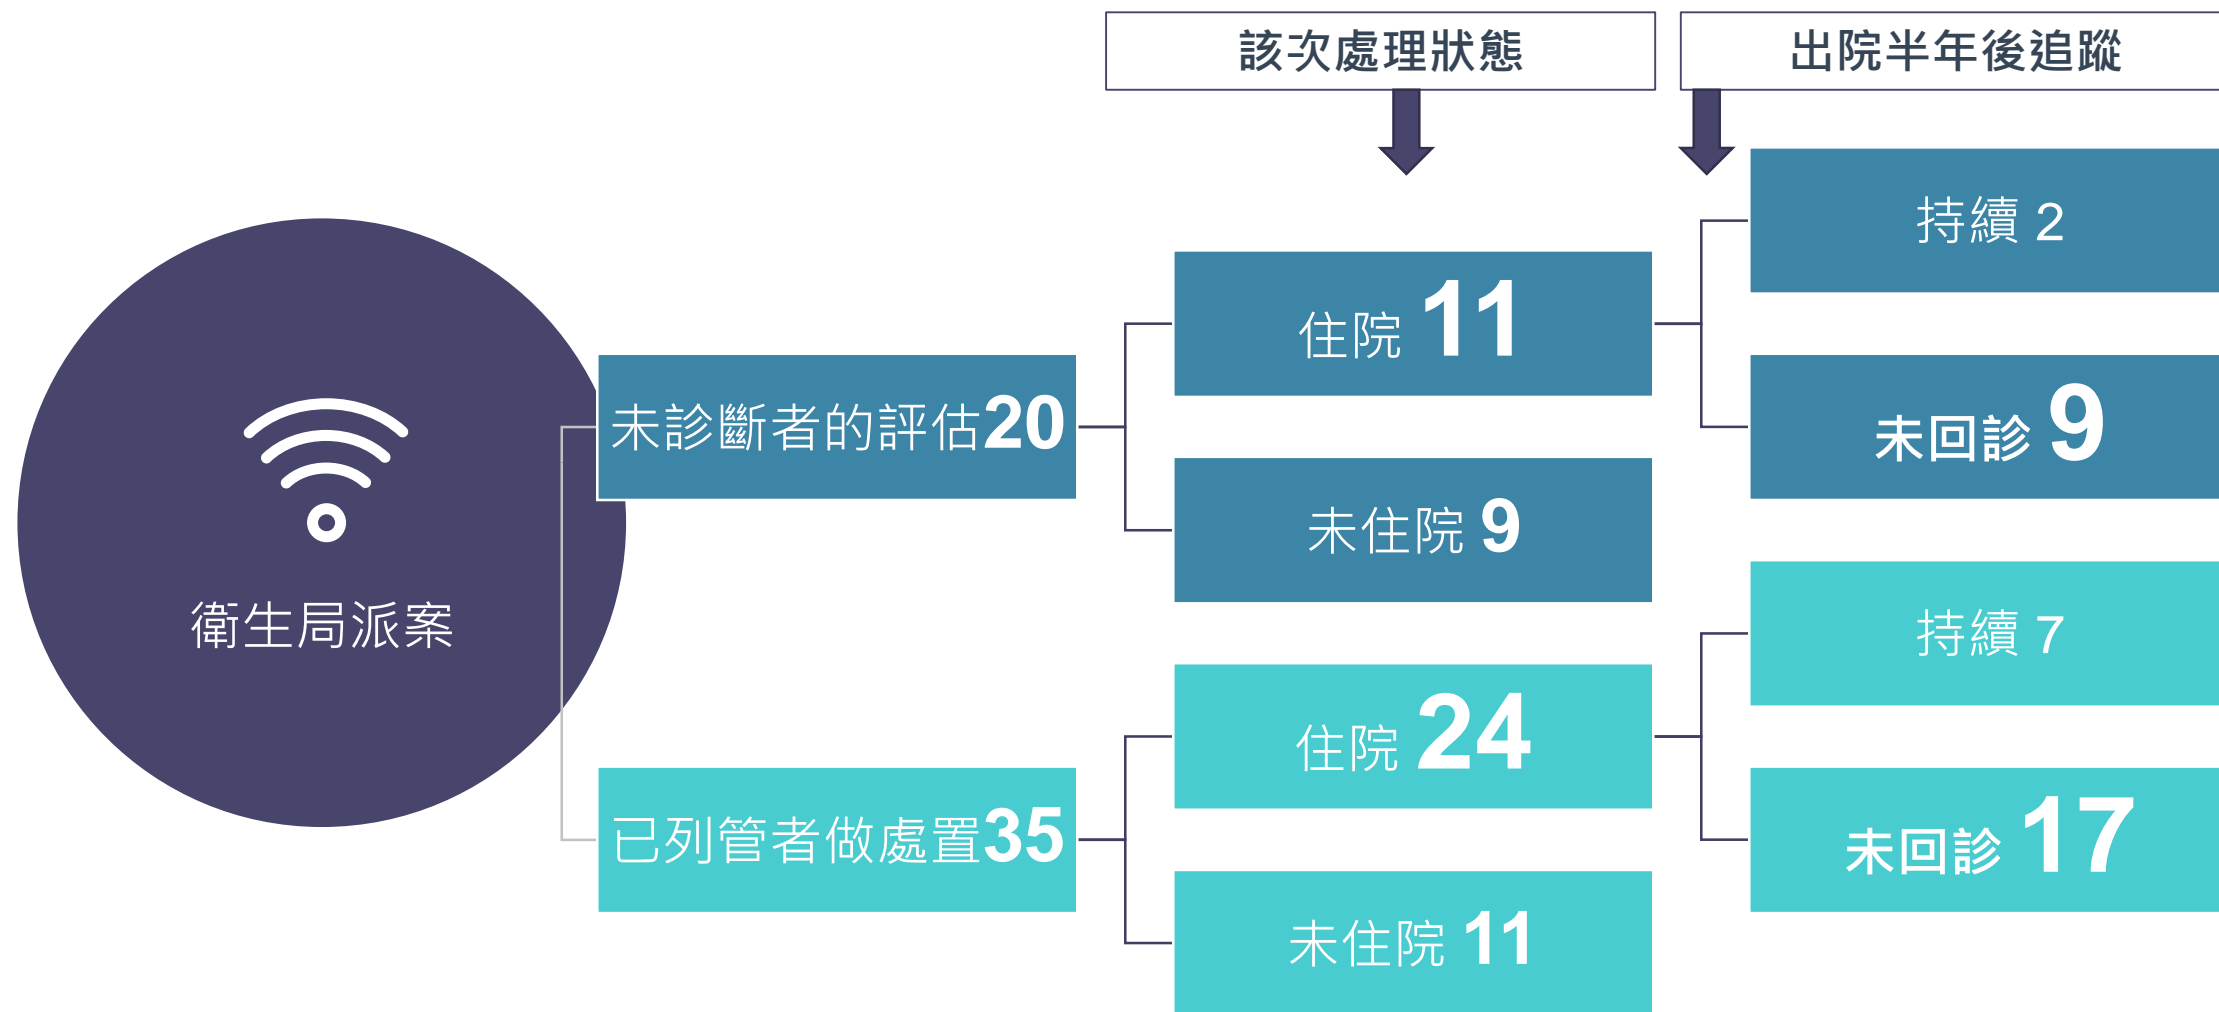 該次處理狀態
出院半年後追蹤
衛生局派案
未診斷者的評估20
住院 11
持續 2
未回診 9
未住院 9
已列管者做處置35
住院 24
持續 7
未回診 17
未住院 11